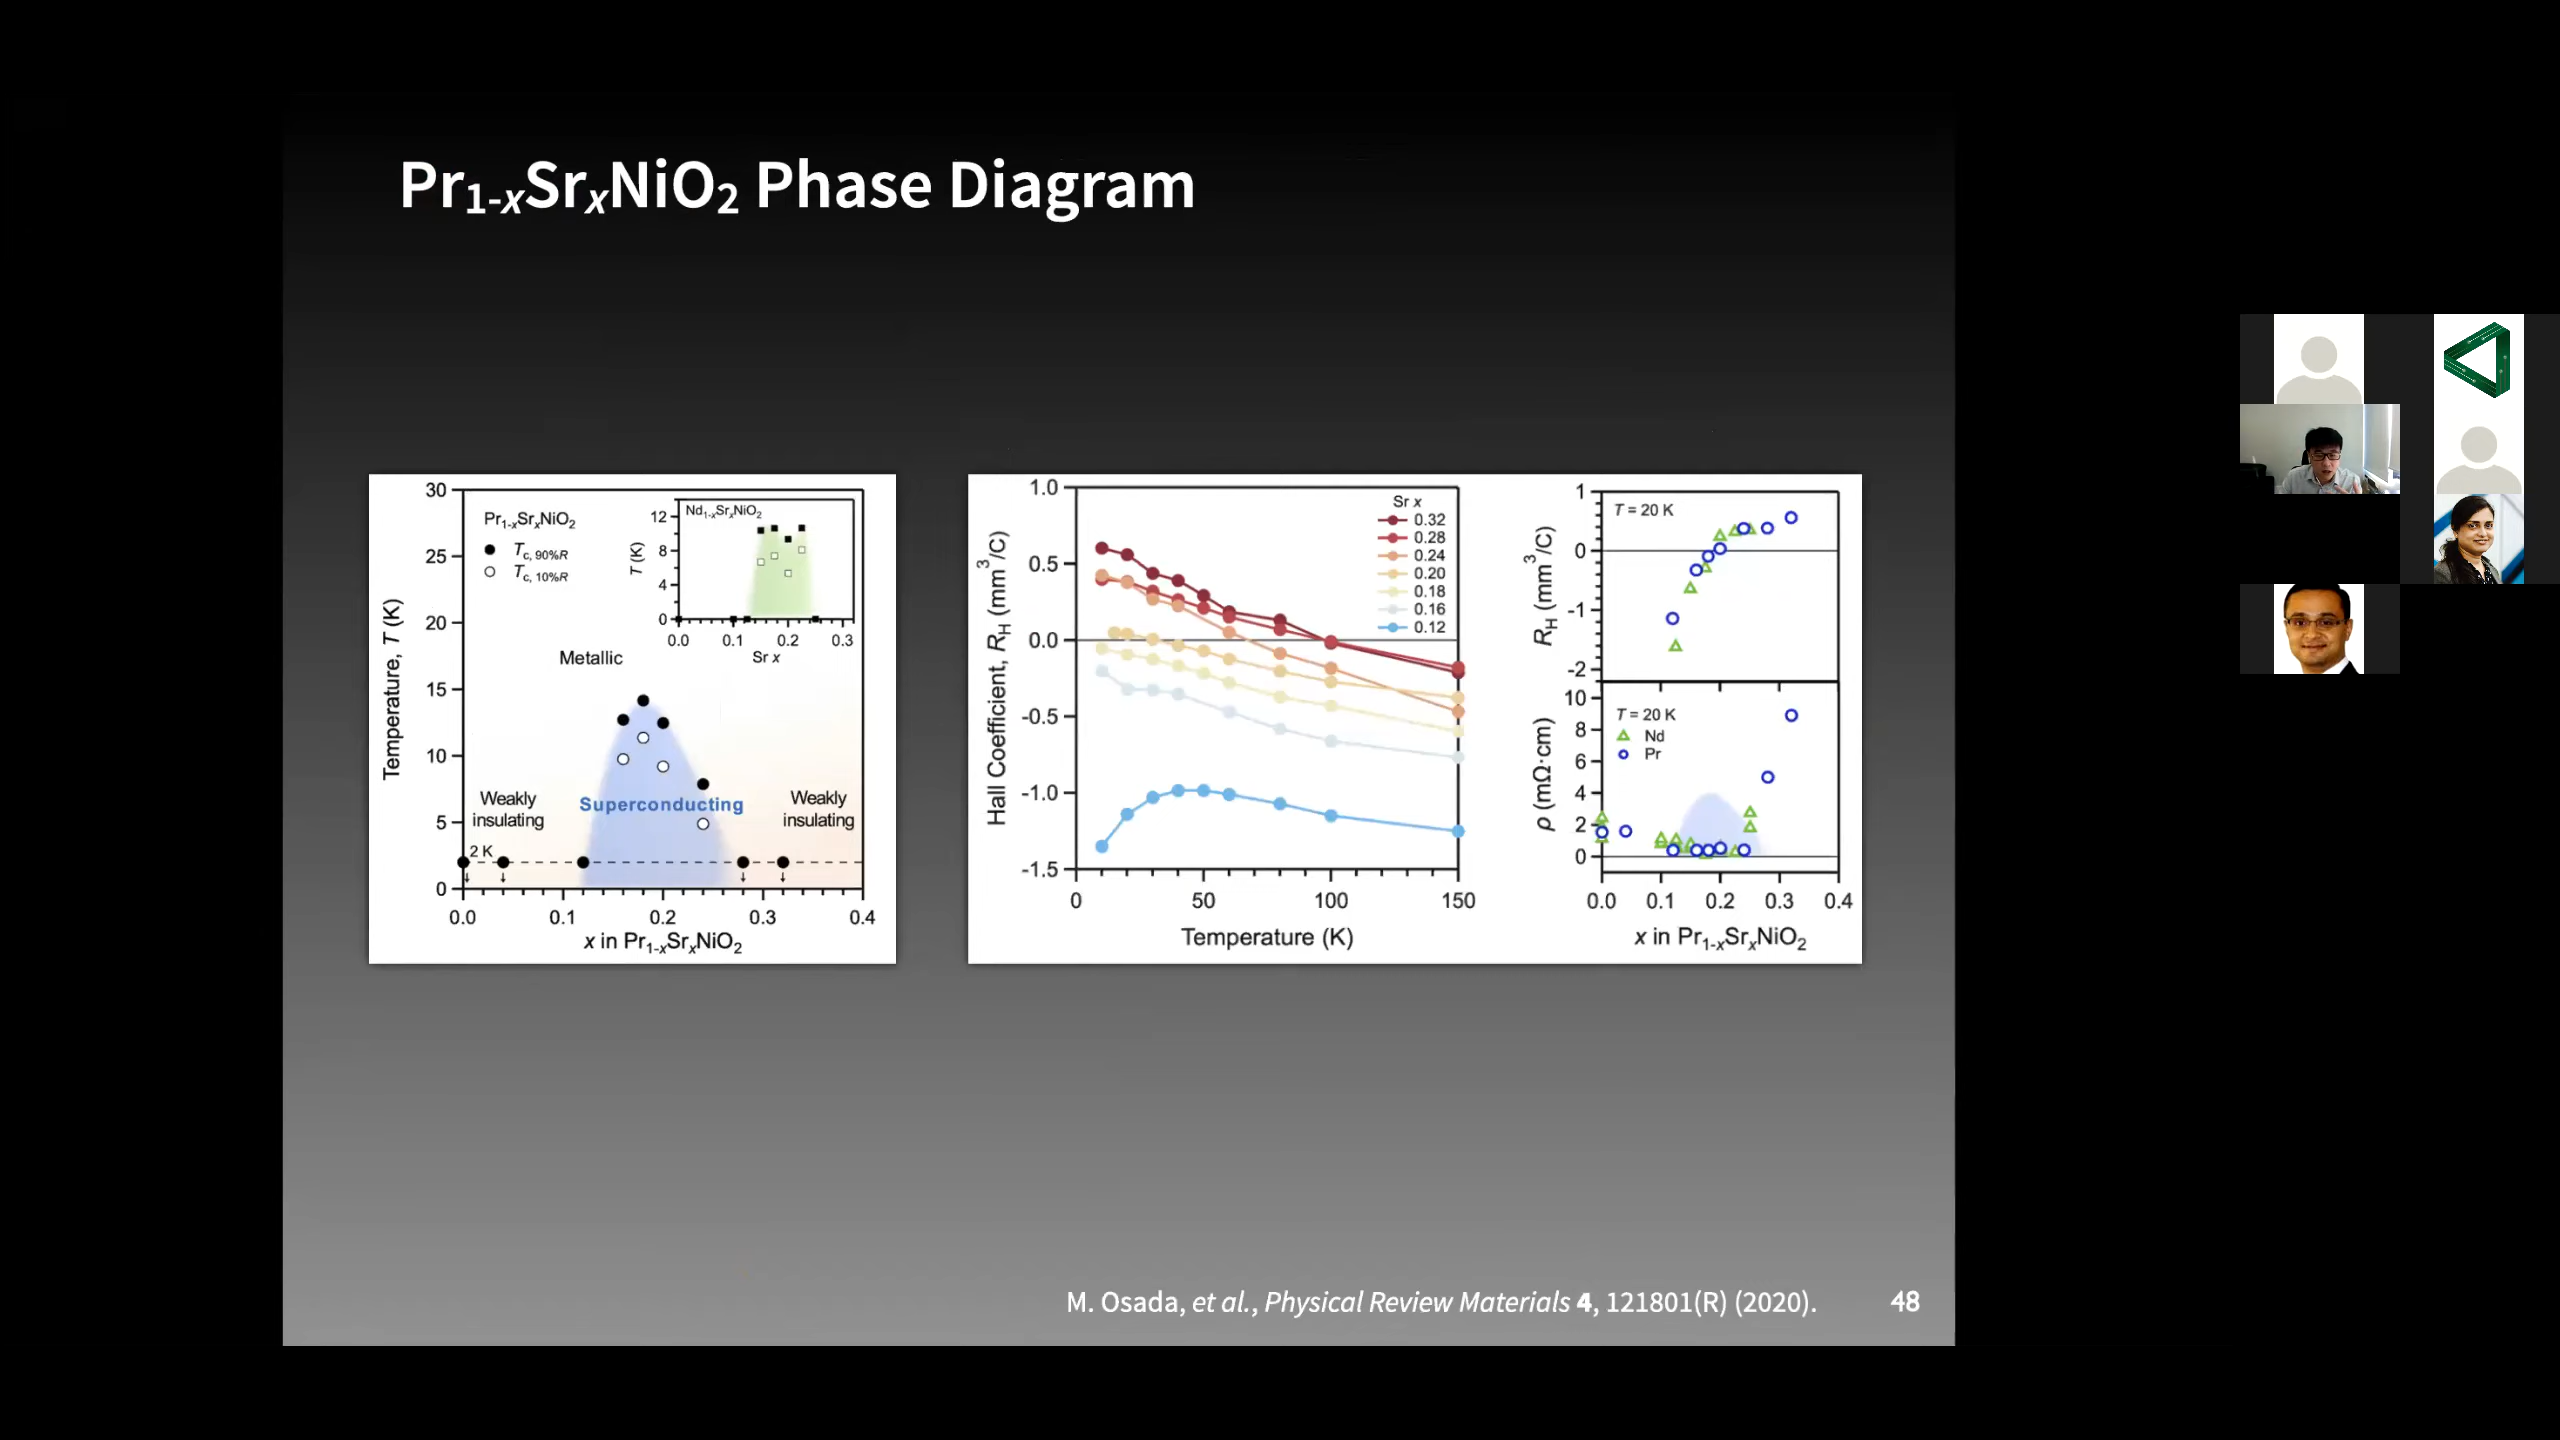 Pr1-xSrxNiO2 Phase Diagram
30
25
20
15
10
5
0
Temperature, T (K)
Pr1-xSrxNiO2
Tc, 90%R
Tc, 10%R
Nd1-xSrxNiO2
12
8
4
0
T (K)
0.0 0.1 0.2 0.3
Sr x
Metallic
Weakly
insulating
Superconducting
Weakly
insulating
2 K
0.0 0.1 0.2 0.3 0.4
x in Pr1-xSrxNiO2
1.0
0.5
0.0
-0.5
-1.0
-1.5
Hall Coefficient, RH (mm3/C)
Sr x
0.32
0.28
0.24
0.20
0.18
0.16
0.12
0 50 100 150
Temperature (K)
1
0
-1
-2
RH (mm3/C)
T = 20 K
10
8
6
4
2
0
ρ (mΩ·cm)
T = 20 K
Nd
Pr
0.0 0.1 0.2 0.3 0.4
x in Pr1-xSrxNiO2
M. Osada, et al., Physical Review Materials 4, 121801(R) (2020).
48